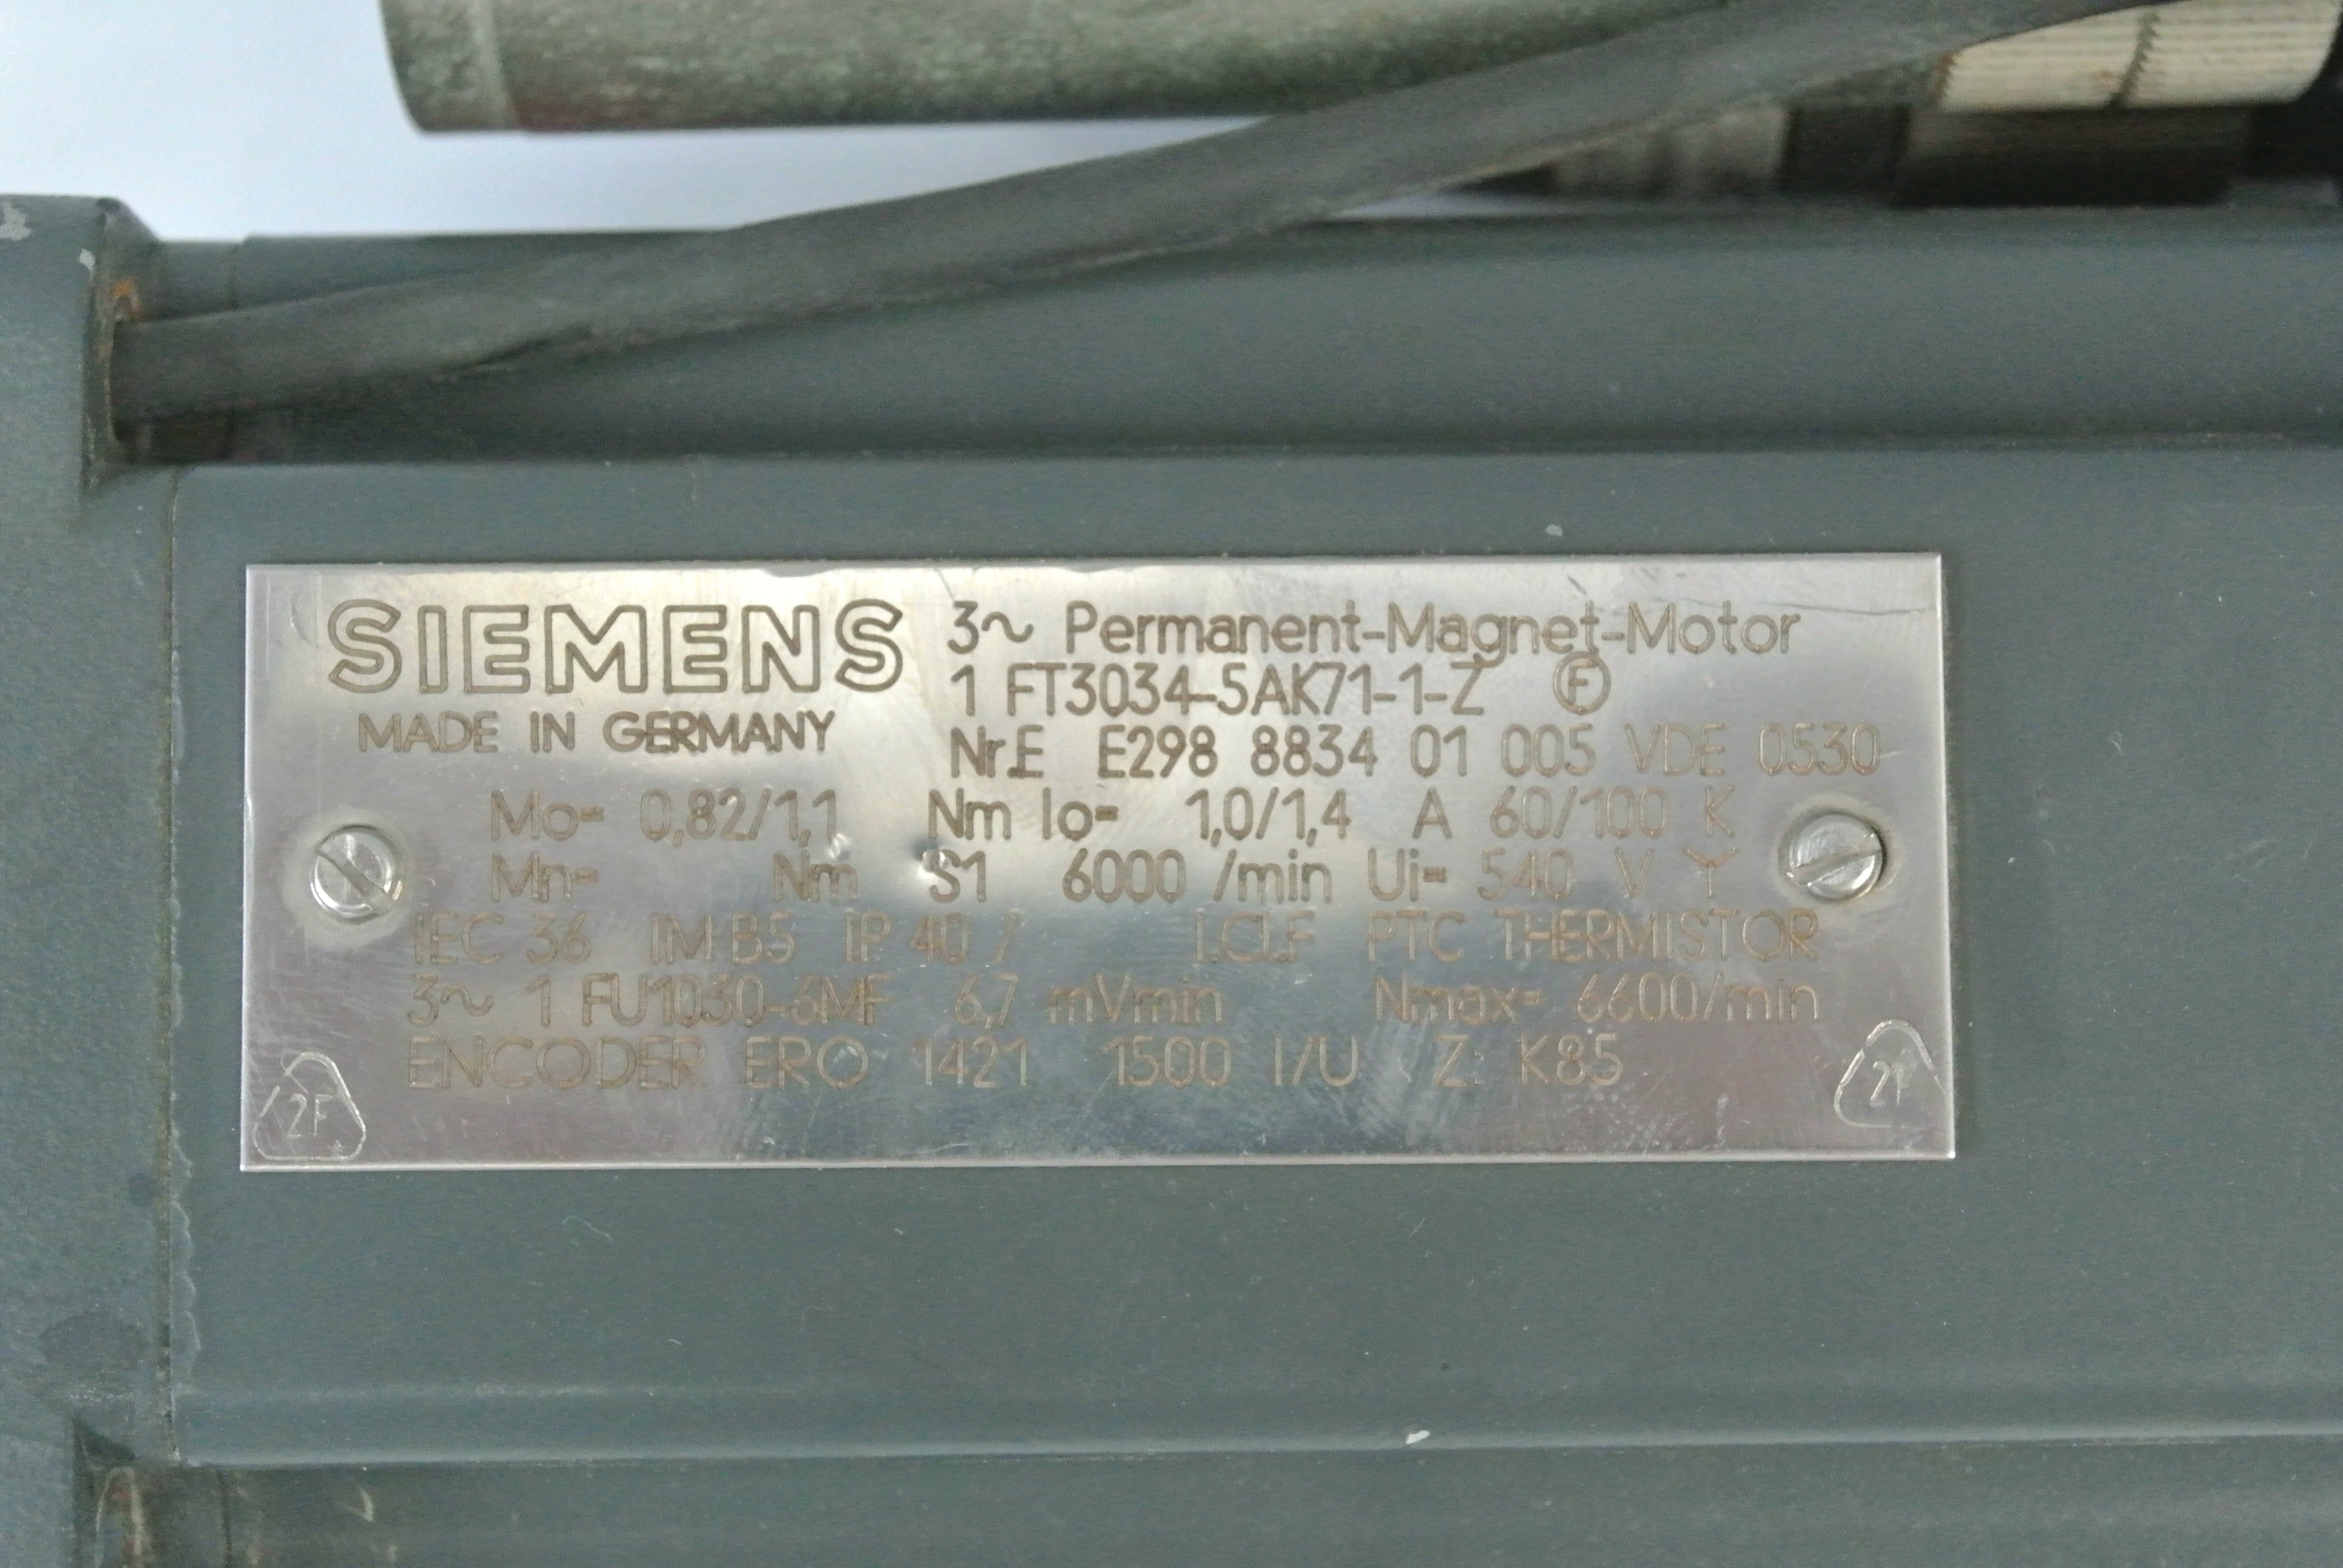 SIEMENS
MADE IN GERMANY
3~ Permanent-Magnet-Motor
1 FT3034-5AK71-1-Z Ⓕ
Nr.E E298 8834 01 005 VDE 0530
Mo= 0,82/1,1 Nm Io= 1,0/1,4 A 60/100 K
Mn= Nm S1 6000 /min Ui= 540 V Y
IEC 36 IM B5 IP 40 / I.Cl.F PTC THERMISTOR
3~ 1 FU1030-6MF 6,7 mVmin Nmax= 6600/min
ENCODER ERO 1421 1500 I/U Z: K85
2F 2F